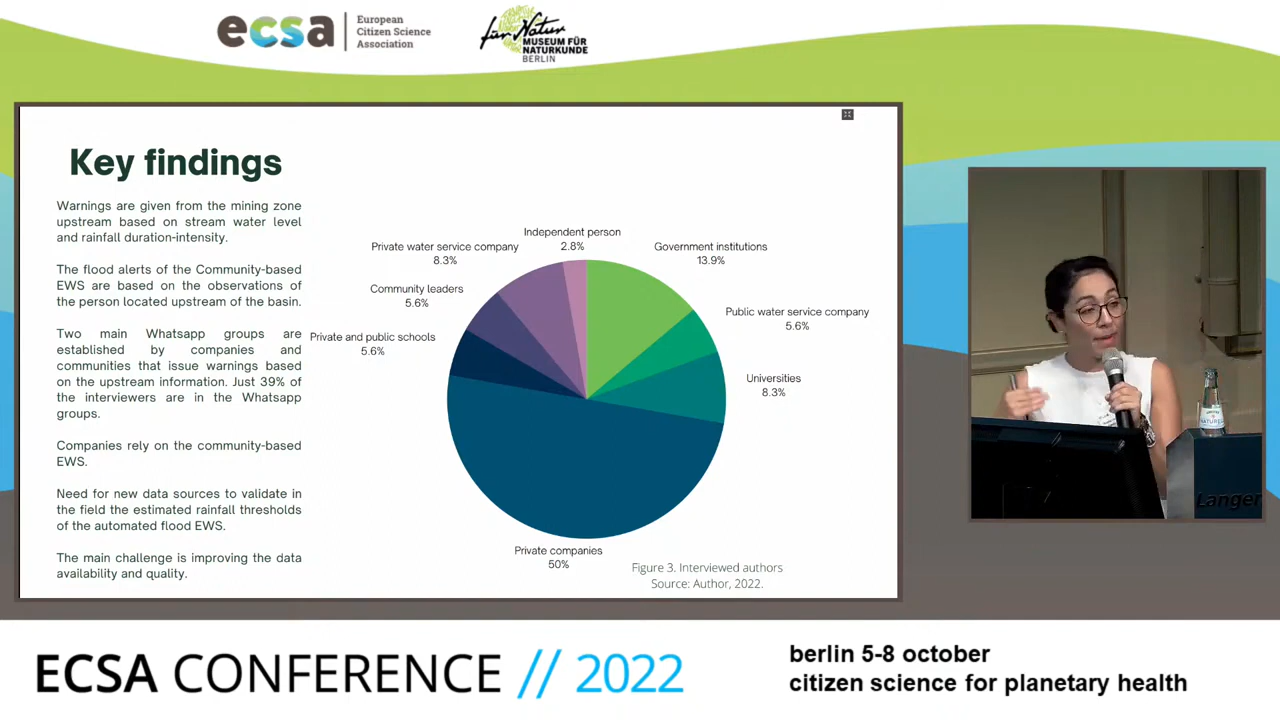 ecsa
European
Citizen Science
Association
für Natur
MUSEUM FÜR
NATURKUNDE
BERLIN
Key findings
Warnings are given from the mining zone
upstream based on stream water level
and rainfall duration-intensity.
The flood alerts of the Community-based
EWS are based on the observations of
the person located upstream of the basin.
Two main Whatsapp groups are
established by companies and
communities that issue warnings based
on the upstream information. Just 39% of
the interviewers are in the Whatsapp
groups.
Companies rely on the community-based
EWS.
Need for new data sources to validate in
the field the estimated rainfall thresholds
of the automated flood EWS.
The main challenge is improving the data
availability and quality.
Independent person
2.8%
Private water service company
8.3%
Government institutions
13.9%
Community leaders
5.6%
Public water service company
5.6%
Private and public schools
5.6%
Universities
8.3%
Private companies
50%
Figure 3. Interviewed authors
Source: Author, 2022.
Langen
ECSA CONFERENCE // 2022
berlin 5-8 october
citizen science for planetary health